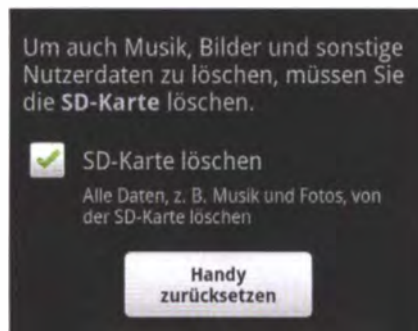 Um auch Musik, Bilder und sonstige
Nutzerdaten zu löschen, müssen Sie
die SD-Karte löschen.
SD-Karte löschen
Alle Daten, z. B. Musik und Fotos, von
der SD-Karte löschen
Handy
zurücksetzen